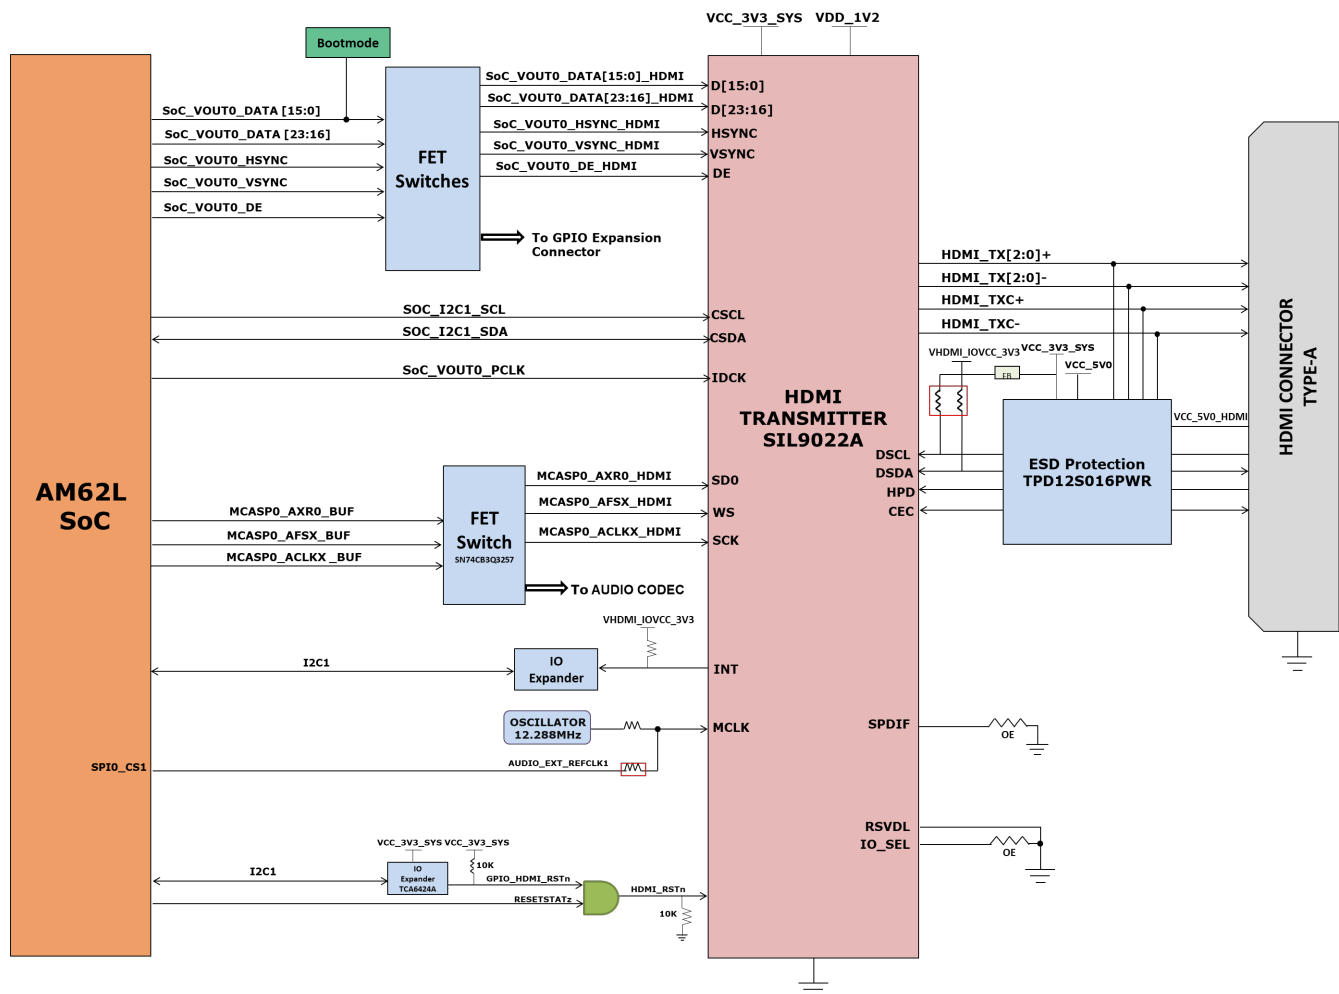 VCC_3V3_SYS
VDD_1V2
Bootmode
SoC_VOUT0_DATA [15:0]
SoC_VOUT0_DATA [23:16]
SoC_VOUT0_HSYNC
SoC_VOUT0_VSYNC
SoC_VOUT0_DE
FET
Switches
SoC_VOUT0_DATA[15:0]_HDMI
SoC_VOUT0_DATA[23:16]_HDMI
SoC_VOUT0_HSYNC_HDMI
SoC_VOUT0_VSYNC_HDMI
SoC_VOUT0_DE_HDMI
To GPIO Expansion
Connector
D[15:0]
D[23:16]
HSYNC
VSYNC
DE
SOC_I2C1_SCL
SOC_I2C1_SDA
SoC_VOUT0_PCLK
CSCL
CSDA
IDCK
HDMI
TRANSMITTER
SIL9022A
AM62L
SoC
MCASP0_AXR0_BUF
MCASP0_AFSX_BUF
MCASP0_ACLKX _BUF
FET
Switch
SN74CB3Q3257
MCASP0_AXR0_HDMI
MCASP0_AFSX_HDMI
MCASP0_ACLKX_HDMI
To AUDIO CODEC
SD0
WS
SCK
VHDMI_IOVCC_3V3
I2C1
IO
Expander
INT
OSCILLATOR
12.288MHz
MCLK
SPI0_CS1
AUDIO_EXT_REFCLK1
VCC_3V3_SYS
VCC_3V3_SYS
10K
I2C1
IO
Expander
TCA6424A
GPIO_HDMI_RSTn
RESETSTATz
HDMI_RSTn
10K
HDMI_TX[2:0]+
HDMI_TX[2:0]-
HDMI_TXC+
HDMI_TXC-
VHDMI_IOVCC_3V3
VCC_3V3_SYS
VCC_5V0
FB
VCC_5V0_HDMI
DSCL
DSDA
HPD
CEC
ESD Protection
TPD12S016PWR
HDMI CONNECTOR
TYPE-A
SPDIF
OE
RSVDL
IO_SEL
OE